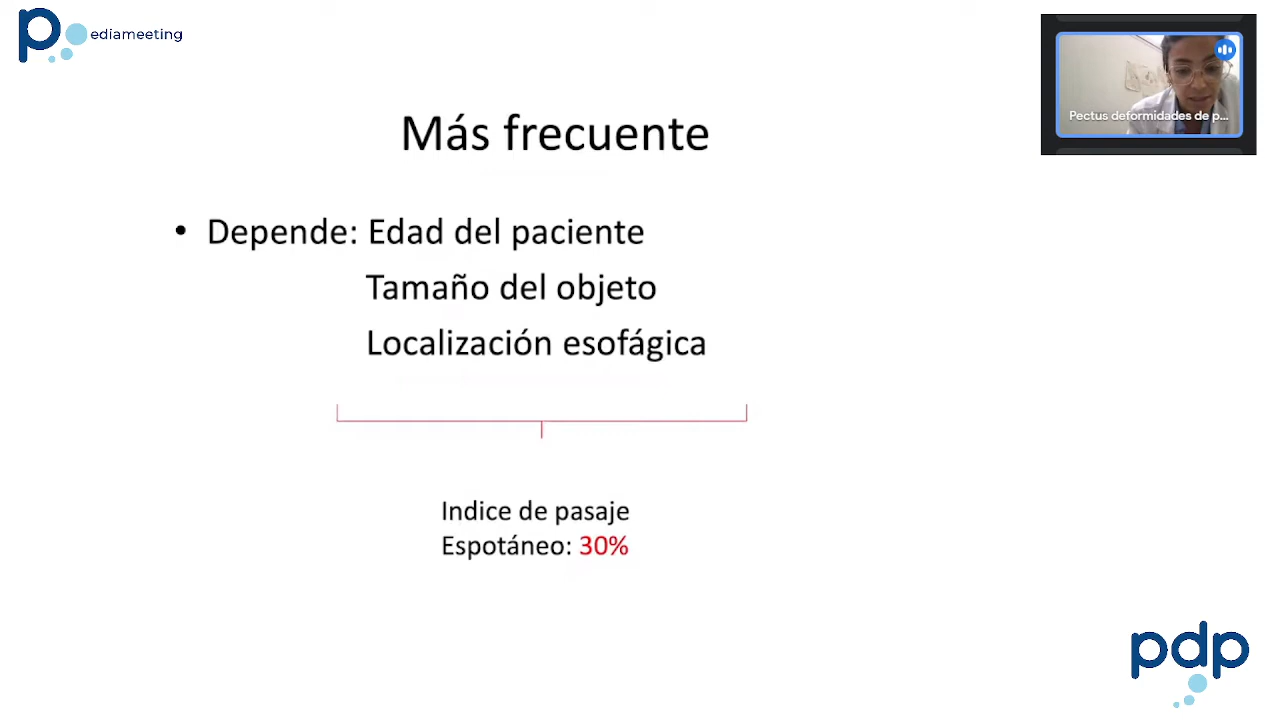 Pediameeting
Pectus deformidades de p...
Más frecuente
• Depende: Edad del paciente
Tamaño del objeto
Localización esofágica
Indice de pasaje
Espotáneo: 30%
pdp